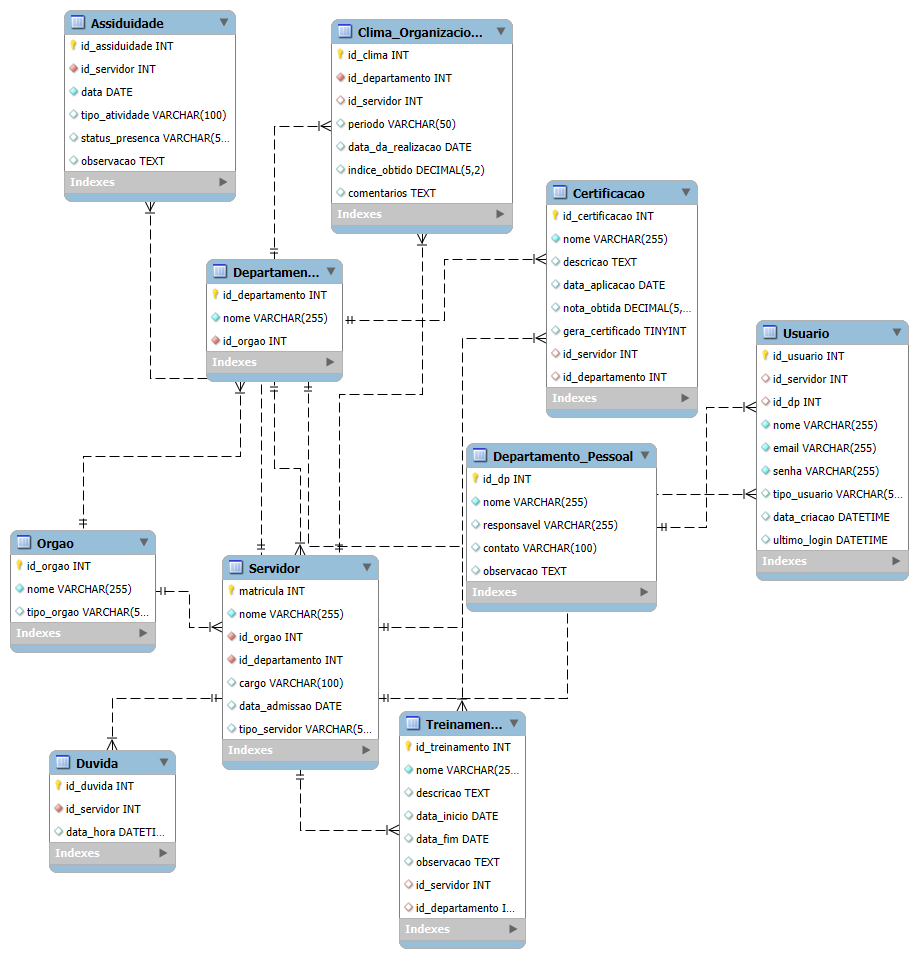 Assiduidade
id_assiduidade INT
id_servidor INT
data DATE
tipo_atividade VARCHAR(100)
status_presenca VARCHAR(5...
observacao TEXT
Indexes
Clima_Organizacio...
id_clima INT
id_departamento INT
id_servidor INT
periodo VARCHAR(50)
data_da_realizacao DATE
indice_obtido DECIMAL(5,2)
comentarios TEXT
Indexes
Certificacao
id_certificacao INT
nome VARCHAR(255)
descricao TEXT
data_aplicacao DATE
nota_obtida DECIMAL(5,...
gera_certificado TINYINT
id_servidor INT
id_departamento INT
Indexes
Departamen...
id_departamento INT
nome VARCHAR(255)
id_orgao INT
Indexes
Usuario
id_usuario INT
id_servidor INT
id_dp INT
nome VARCHAR(255)
email VARCHAR(255)
senha VARCHAR(255)
tipo_usuario VARCHAR(5...
data_criacao DATETIME
ultimo_login DATETIME
Indexes
Departamento_Pessoal
id_dp INT
nome VARCHAR(255)
responsavel VARCHAR(255)
contato VARCHAR(100)
observacao TEXT
Indexes
Orgao
id_orgao INT
nome VARCHAR(255)
tipo_orgao VARCHAR(5...
Indexes
Servidor
matricula INT
nome VARCHAR(255)
id_orgao INT
id_departamento INT
cargo VARCHAR(100)
data_admissao DATE
tipo_servidor VARCHAR(5...
Indexes
Duvida
id_duvida INT
id_servidor INT
data_hora DATETI...
Indexes
Treinamen...
id_treinamento INT
nome VARCHAR(25...
descricao TEXT
data_inicio DATE
data_fim DATE
observacao TEXT
id_servidor INT
id_departamento I...
Indexes